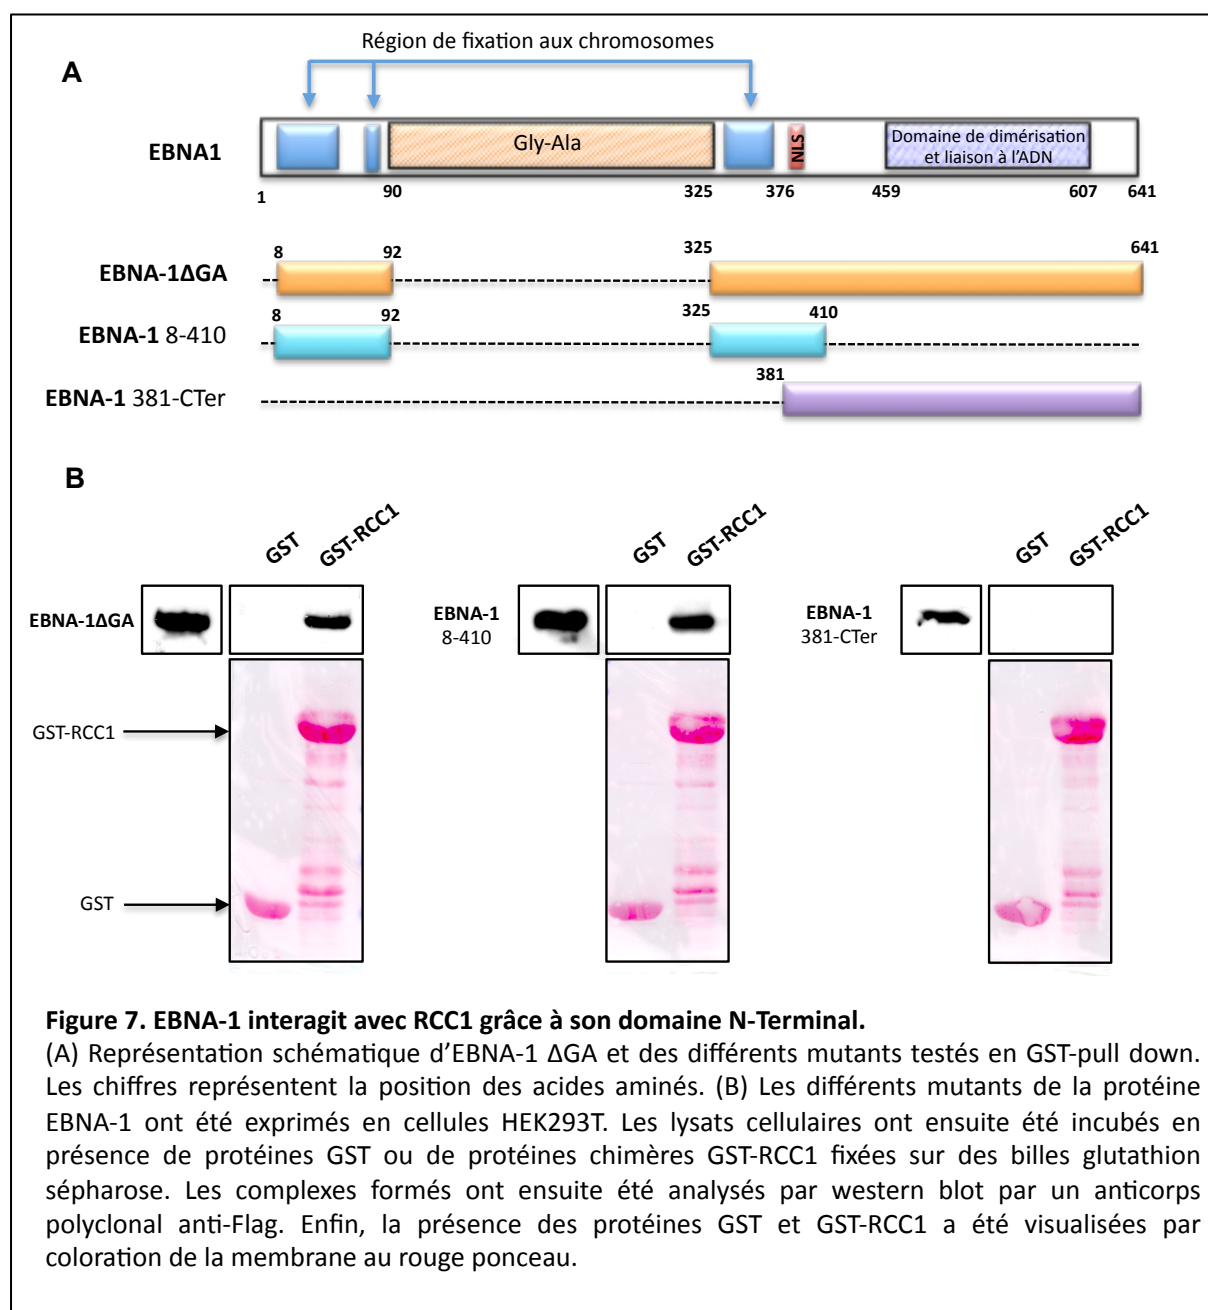 Région de fixation aux chromosomes
A
EBNA1
Gly-Ala
NLS
Domaine de dimérisation
et liaison à l'ADN
1
90
325
376
459
607
641
EBNA-1ΔGA
8
92
325
641
EBNA-1 8-410
8
92
325
410
EBNA-1 381-CTer
381
B
GST
GST-RCC1
GST
GST-RCC1
GST
GST-RCC1
EBNA-1ΔGA
EBNA-1
8-410
EBNA-1
381-CTer
GST-RCC1
GST
Figure 7. EBNA-1 interagit avec RCC1 grâce à son domaine N-Terminal.
(A) Représentation schématique d'EBNA-1 ΔGA et des différents mutants testés en GST-pull down.
Les chiffres représentent la position des acides aminés. (B) Les différents mutants de la protéine
EBNA-1 ont été exprimés en cellules HEK293T. Les lysats cellulaires ont ensuite été incubés en
présence de protéines GST ou de protéines chimères GST-RCC1 fixées sur des billes glutathion
sépharose. Les complexes formés ont ensuite été analysés par western blot par un anticorps
polyclonal anti-Flag. Enfin, la présence des protéines GST et GST-RCC1 a été visualisées par
coloration de la membrane au rouge ponceau.